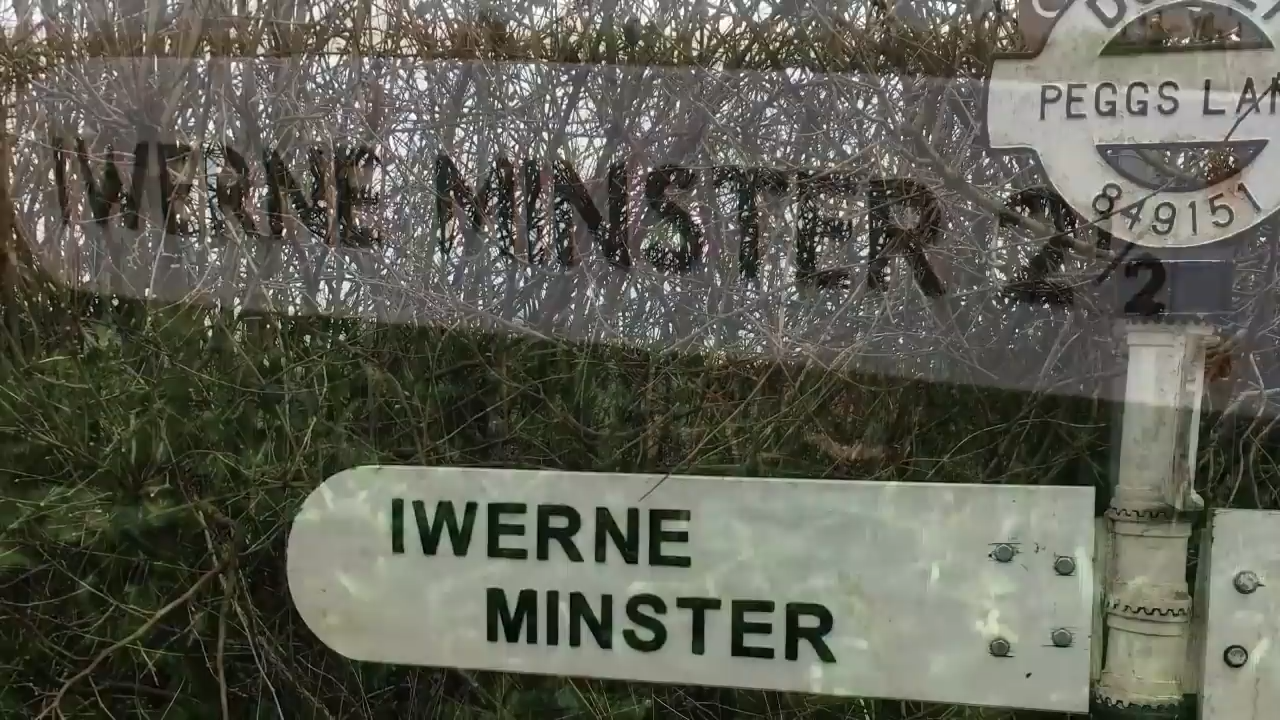 PEGGS LAN
849151
IWERNE MINSTER 2
2
IWERNE
MINSTER